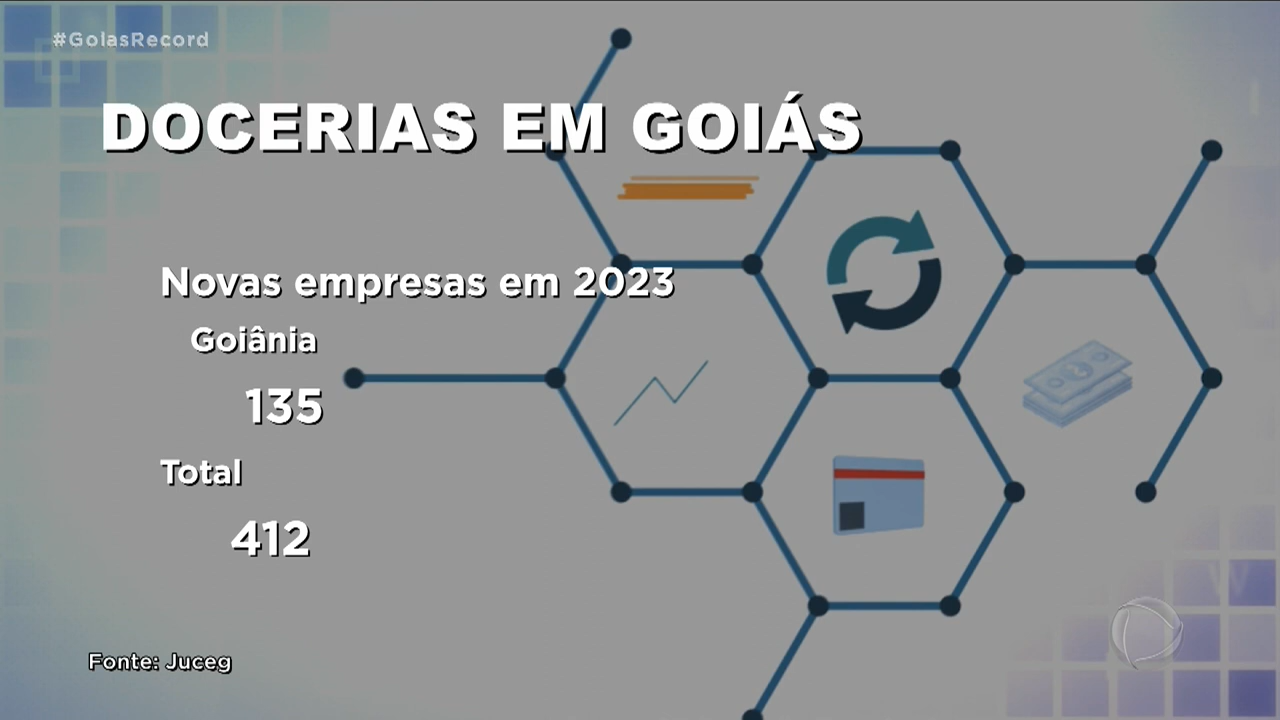 #GoiasRecord
DOCERIAS EM GOIÁS
Novas empresas em 2023
Goiânia
135
Total
412
Fonte: Juceg